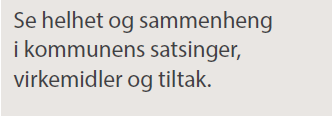 Se helhet og sammenheng
i kommunens satsinger,
virkemidler og tiltak.